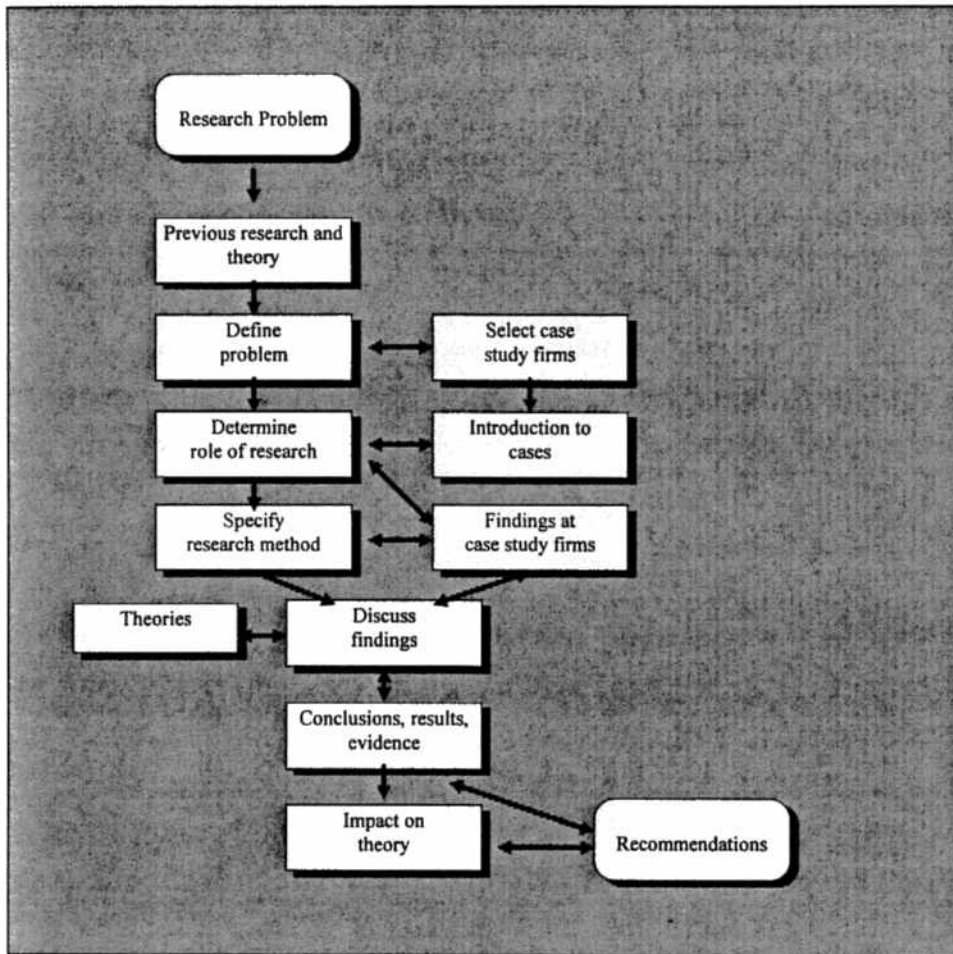 Research Problem
Previous research and
theory
Define
problem
Select case
study firms
Determine
role of research
Introduction to
cases
Specify
research method
Findings at
case study firms
Theories
Discuss
findings
Conclusions, results,
evidence
Impact on
theory
Recommendations